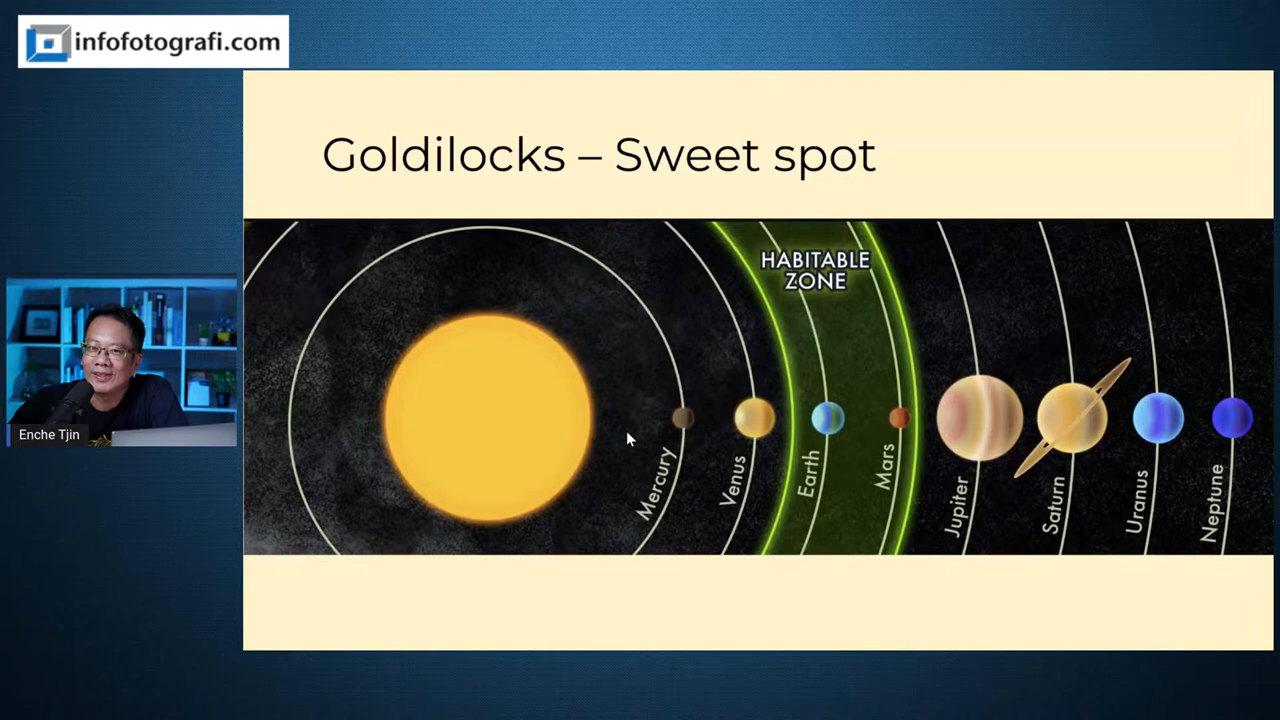 infofotografi.com
Goldilocks – Sweet spot
HABITABLE
ZONE
Mercury
Venus
Earth
Mars
Jupiter
Saturn
Uranus
Neptune
Enche Tjin